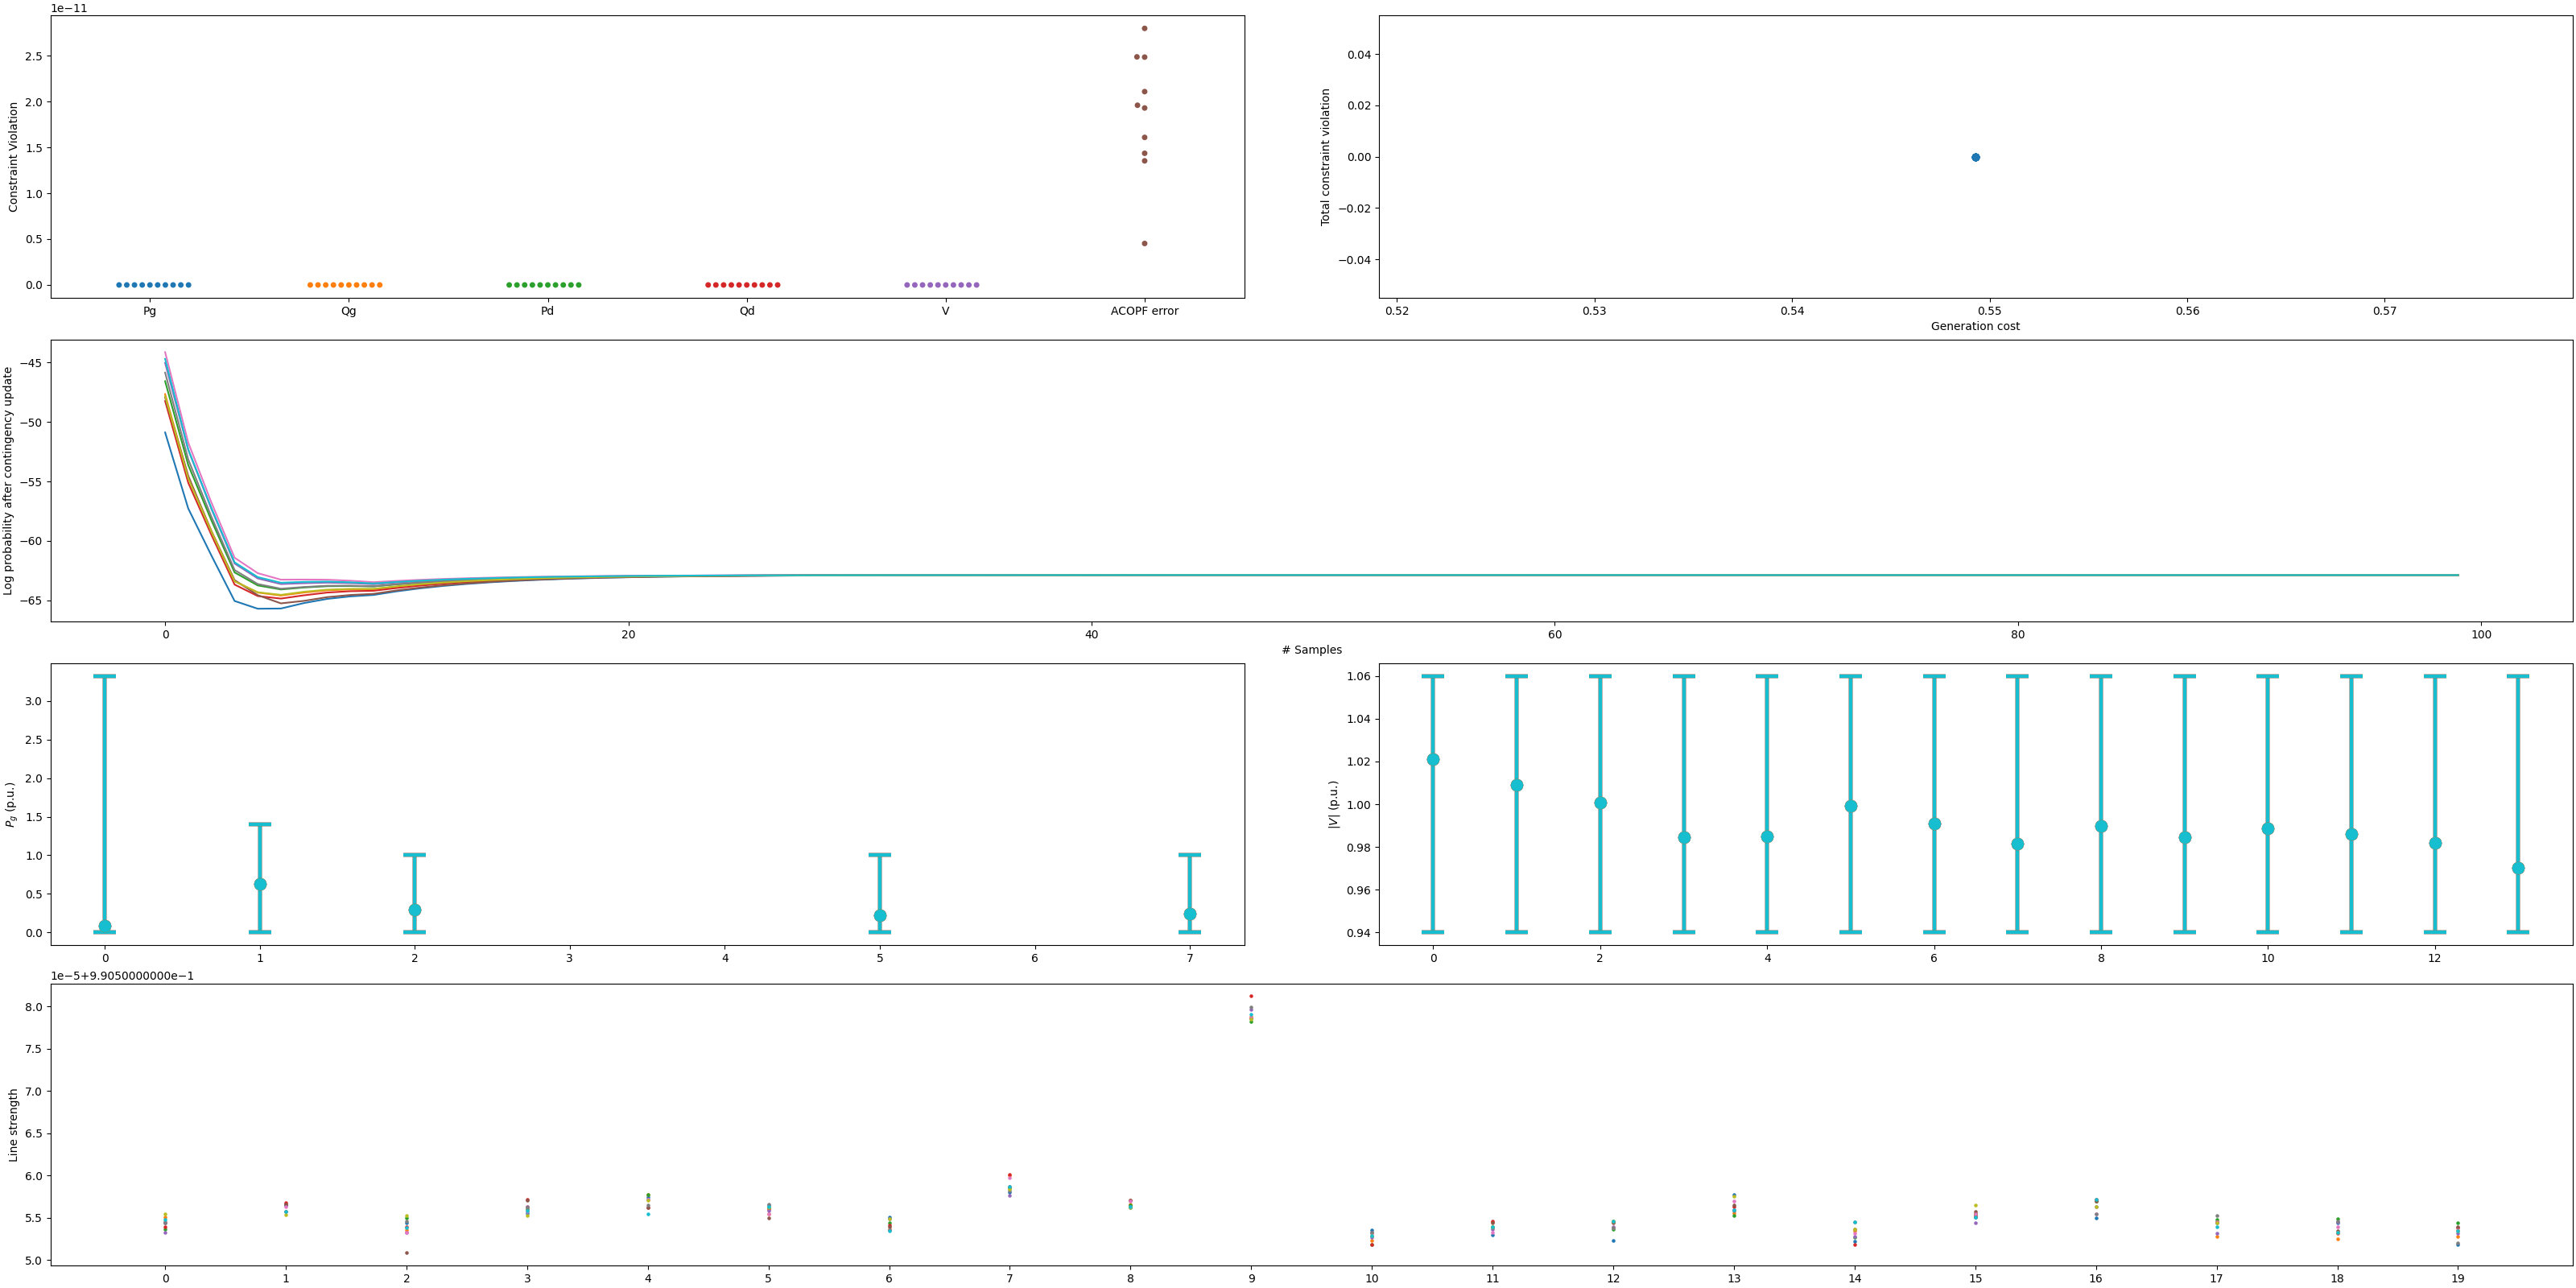 1e−11
Constraint Violation
2.5
2.0
1.5
1.0
0.5
0.0
Pg Qg Pd Qd V ACOPF error
Total constraint violation
0.04
0.02
0.00
−0.02
−0.04
0.52 0.53 0.54 0.55 0.56 0.57
Generation cost
Log probability after contingency update
−45
−50
−55
−60
−65
0 20 40 60 80 100
# Samples
P_g (p.u.)
3.0
2.5
2.0
1.5
1.0
0.5
0.0
0 1 2 3 4 5 6 7
|V| (p.u.)
1.06
1.04
1.02
1.00
0.98
0.96
0.94
0 2 4 6 8 10 12
1e−5+9.9050000000e−1
Line strength
8.0
7.5
7.0
6.5
6.0
5.5
5.0
0 1 2 3 4 5 6 7 8 9 10 11 12 13 14 15 16 17 18 19